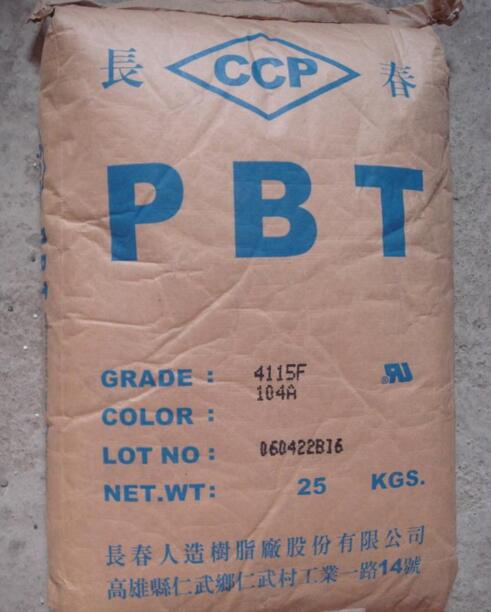 長 CCP 春
PBT
GRADE : 4115F
104A
COLOR :
LOT NO : 060422B16
NET.WT: 25 KGS.
長春人造樹脂廠股份有限公司
高雄縣仁武鄉仁武村工業一路14號
PBT